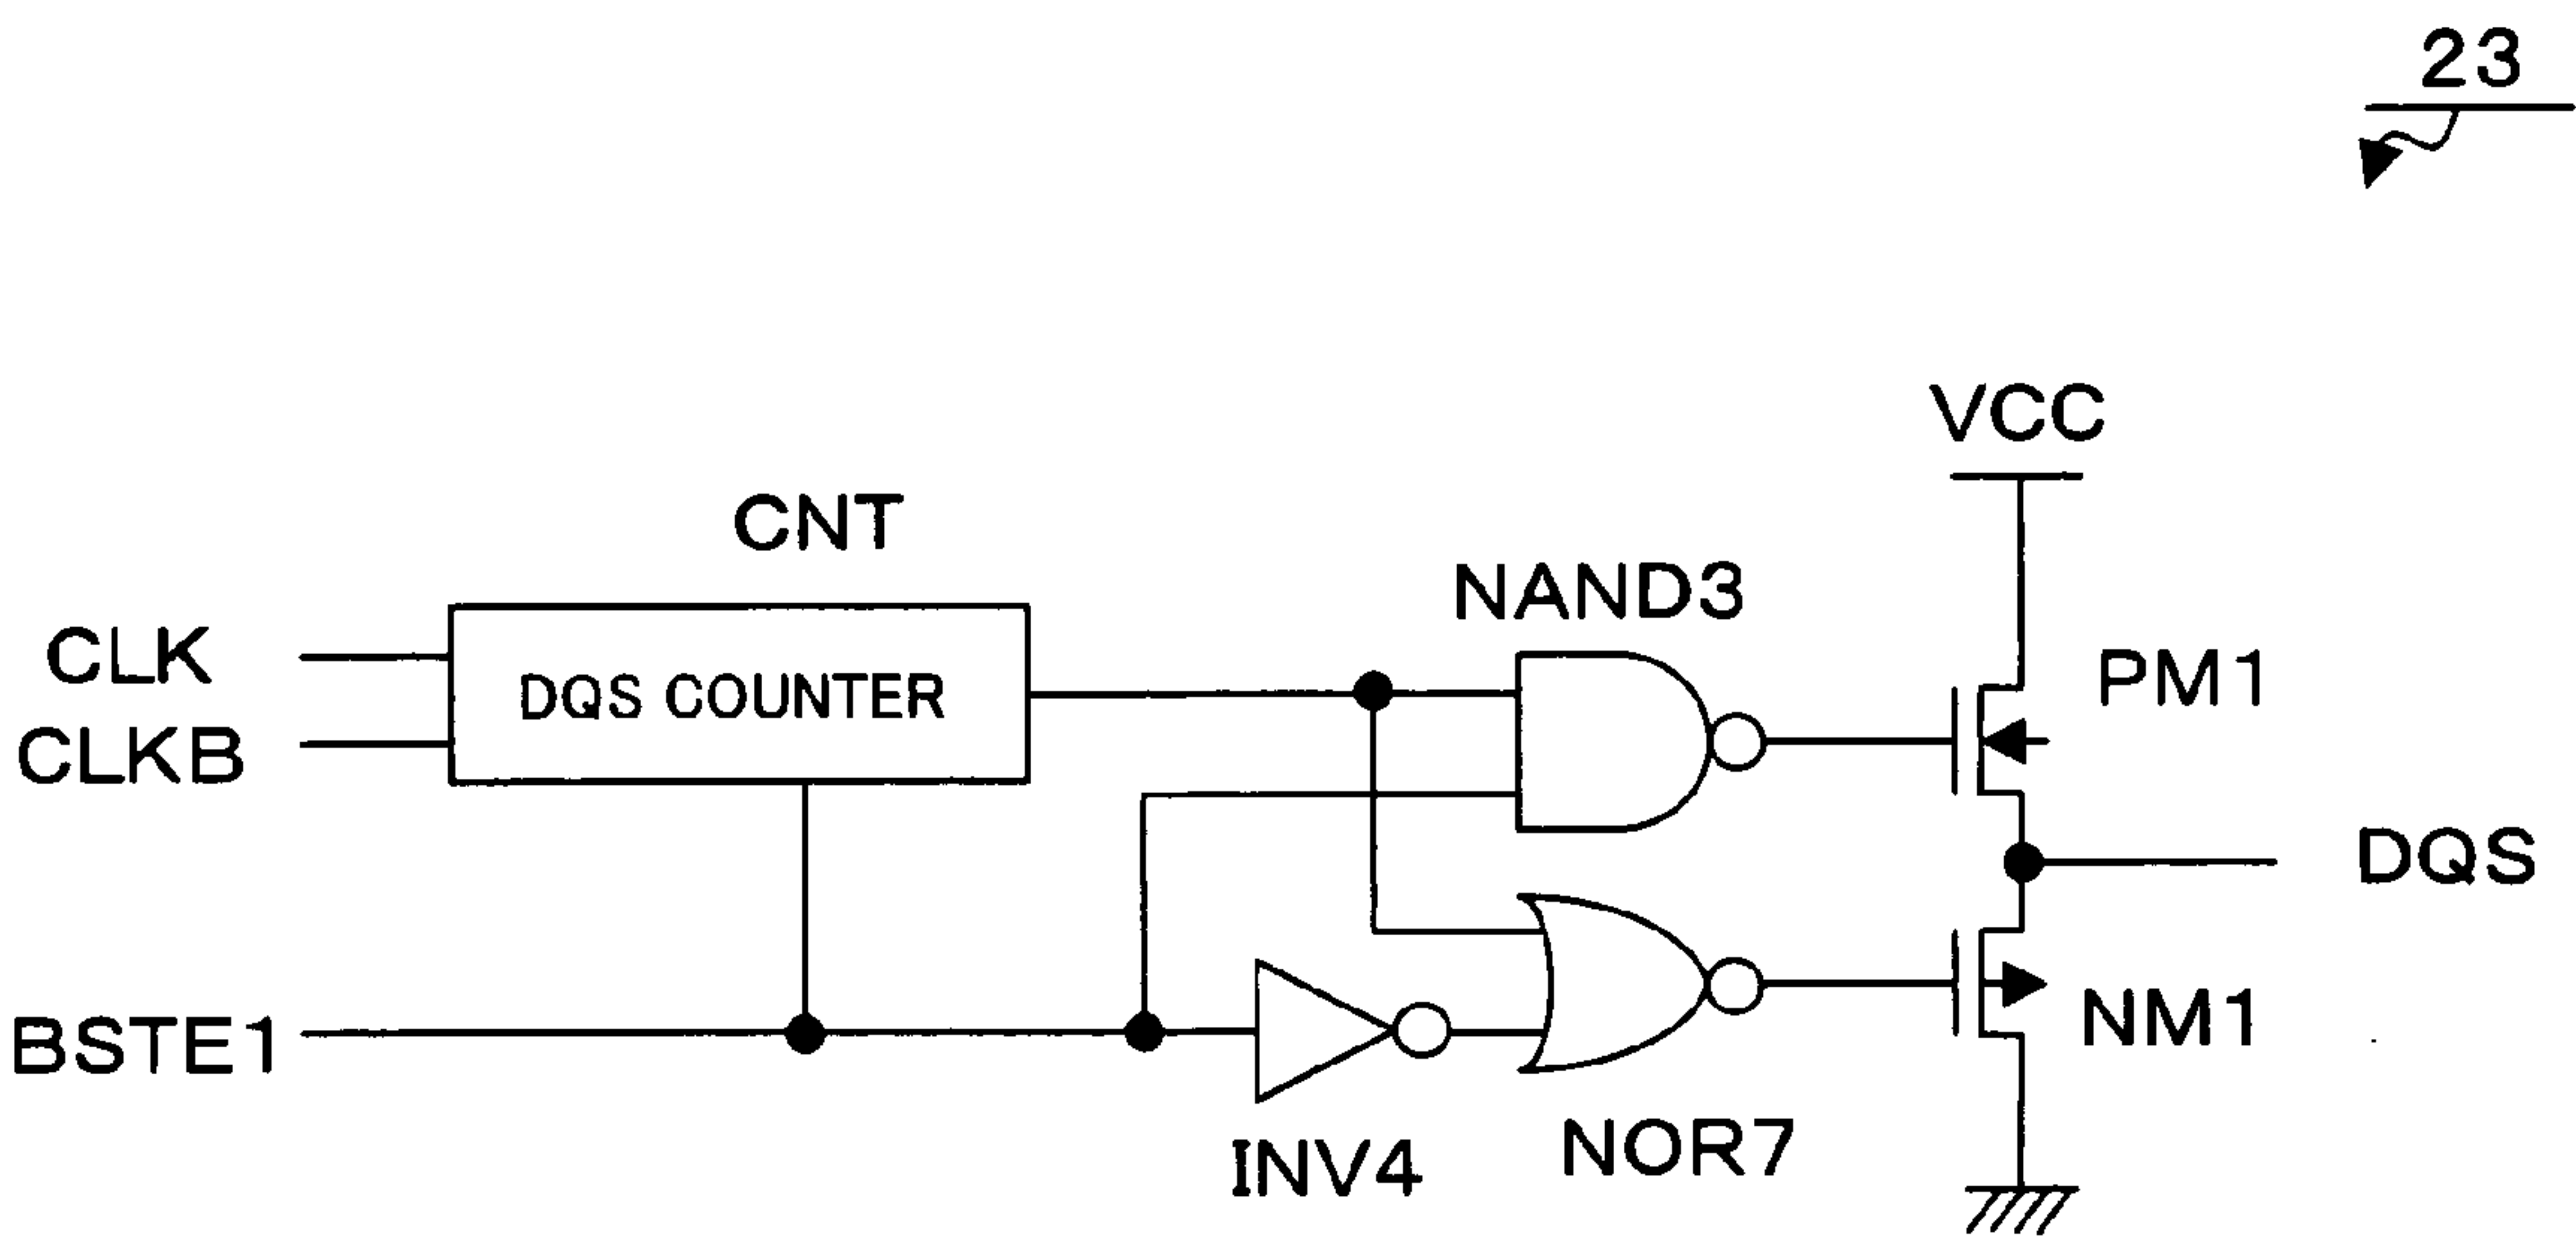 23
VCC
CNT
NAND3
CLK
DQS COUNTER
PM1
CLKB
DQS
BSTE1
NM1
INV4
NOR7